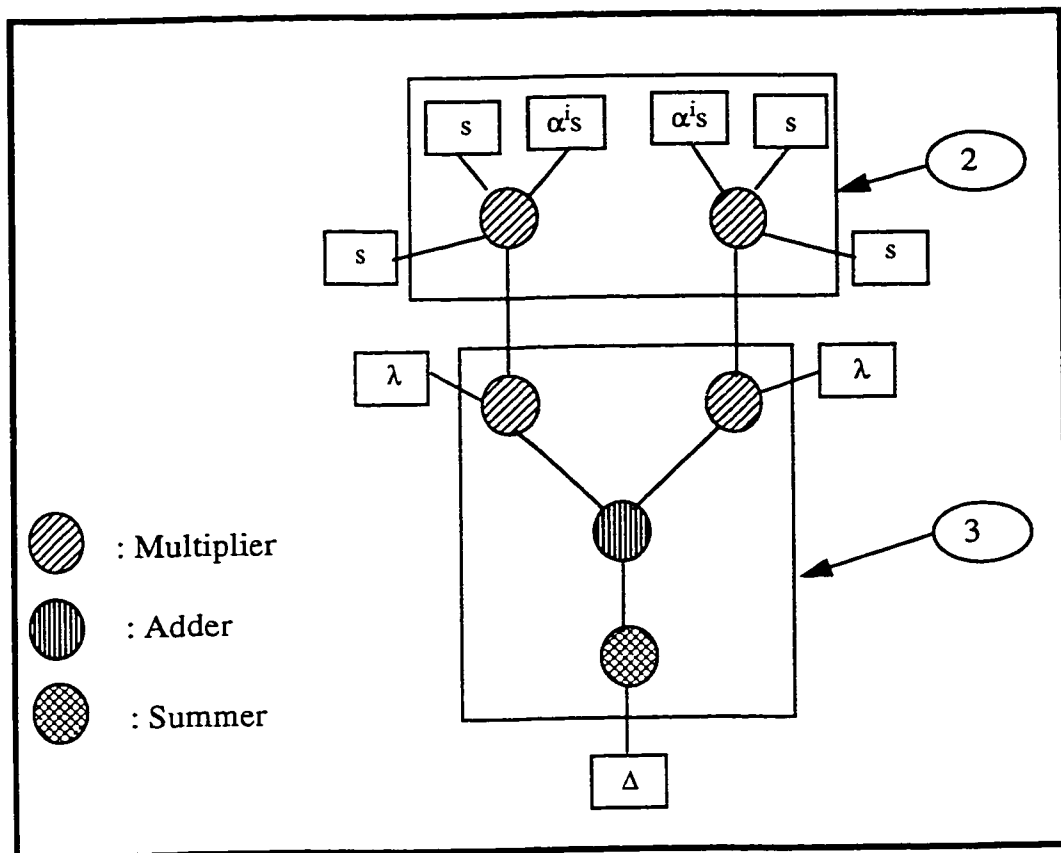 s
αⁱs
αⁱs
s
2
s
s
λ
λ
3
: Multiplier
: Adder
: Summer
Δ